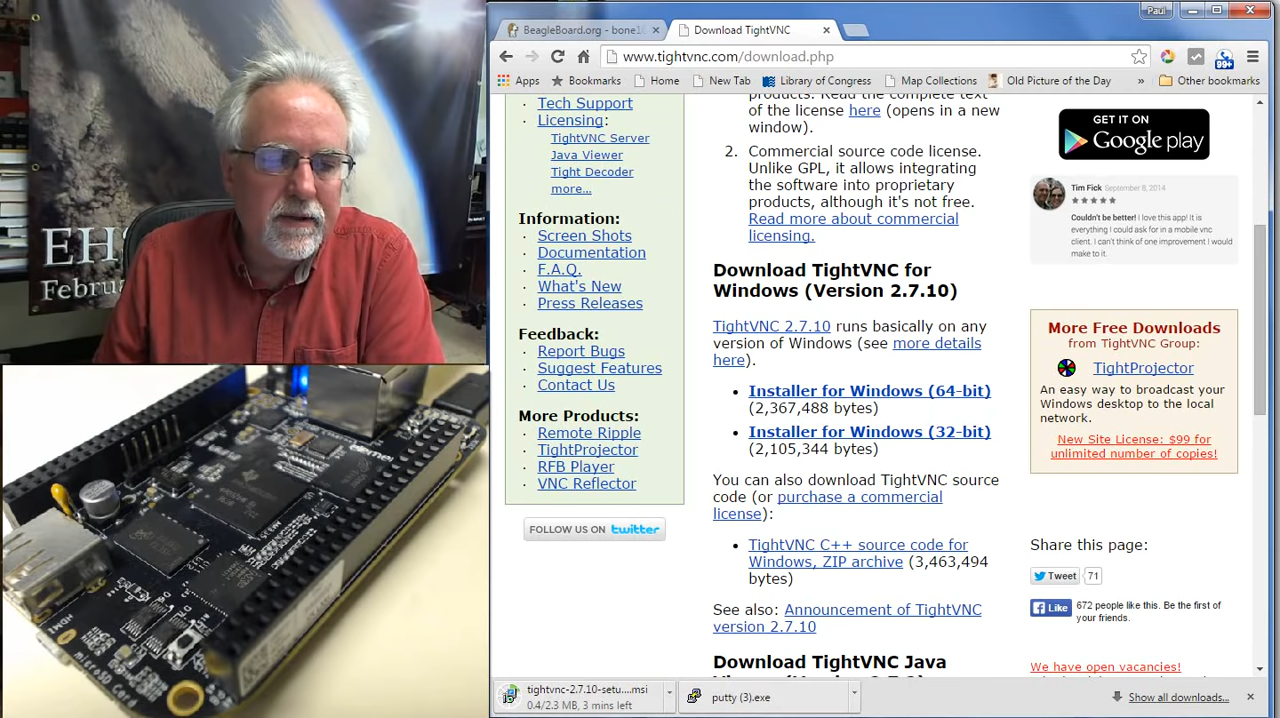 EHS
Februa
HDMI
microSD Card
Paul
BeagleBoard.org - bone1
Download TightVNC
www.tightvnc.com/download.php
99+
Apps
Bookmarks
Home
New Tab
Library of Congress
Map Collections
Old Picture of the Day
»
Other Bookmarks
Tech Support
Licensing:
TightVNC Server
Java Viewer
Tight Decoder
more...
Information:
Screen Shots
Documentation
F.A.Q.
What's New
Press Releases
Feedback:
Report Bugs
Suggest Features
Contact Us
More Products:
Remote Ripple
TightProjector
RFB Player
VNC Reflector
FOLLOW US ON twitter
products. Read the complete text
of the license here (opens in a new
window).
2. Commercial source code license.
Unlike GPL, it allows integrating
the software into proprietary
products, although it's not free.
Read more about commercial
licensing.
Download TightVNC for
Windows (Version 2.7.10)
TightVNC 2.7.10 runs basically on any
version of Windows (see more details
here).
Installer for Windows (64-bit)
(2,367,488 bytes)
Installer for Windows (32-bit)
(2,105,344 bytes)
You can also download TightVNC source
code (or purchase a commercial
license):
TightVNC C++ source code for
Windows, ZIP archive (3,463,494
bytes)
See also: Announcement of TightVNC
version 2.7.10
Download TightVNC Java
GET IT ON
Google play
Tim Fick September 8, 2014
Couldn't be better! I love this app! It is
everything I could ask for in a mobile vnc
client. I can't think of one improvement I would
make to it.
More Free Downloads
from TightVNC Group:
TightProjector
An easy way to broadcast your
Windows desktop to the local
network.
New Site License: $99 for
unlimited number of copies!
Share this page:
Tweet 71
Like 672 people like this. Be the first of
your friends.
We have open vacancies!
tightvnc-2.7.10-setu....msi
0.4/2.3 MB, 3 mins left
putty (3).exe
Show all downloads...